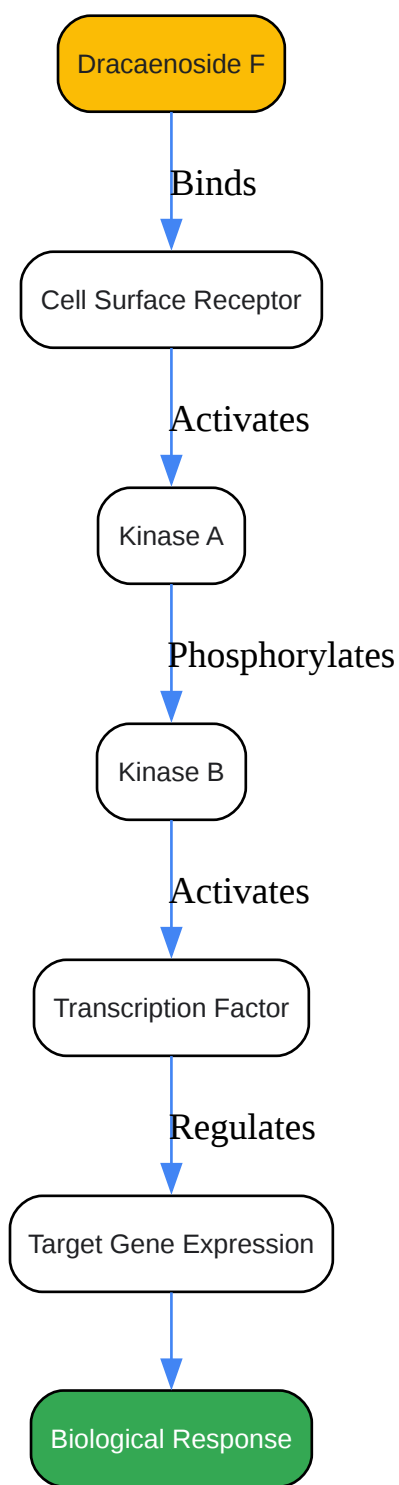 Dracaenoside F
Binds
Cell Surface Receptor
Activates
Kinase A
Phosphorylates
Kinase B
Activates
Transcription Factor
Regulates
Target Gene Expression
Biological Response